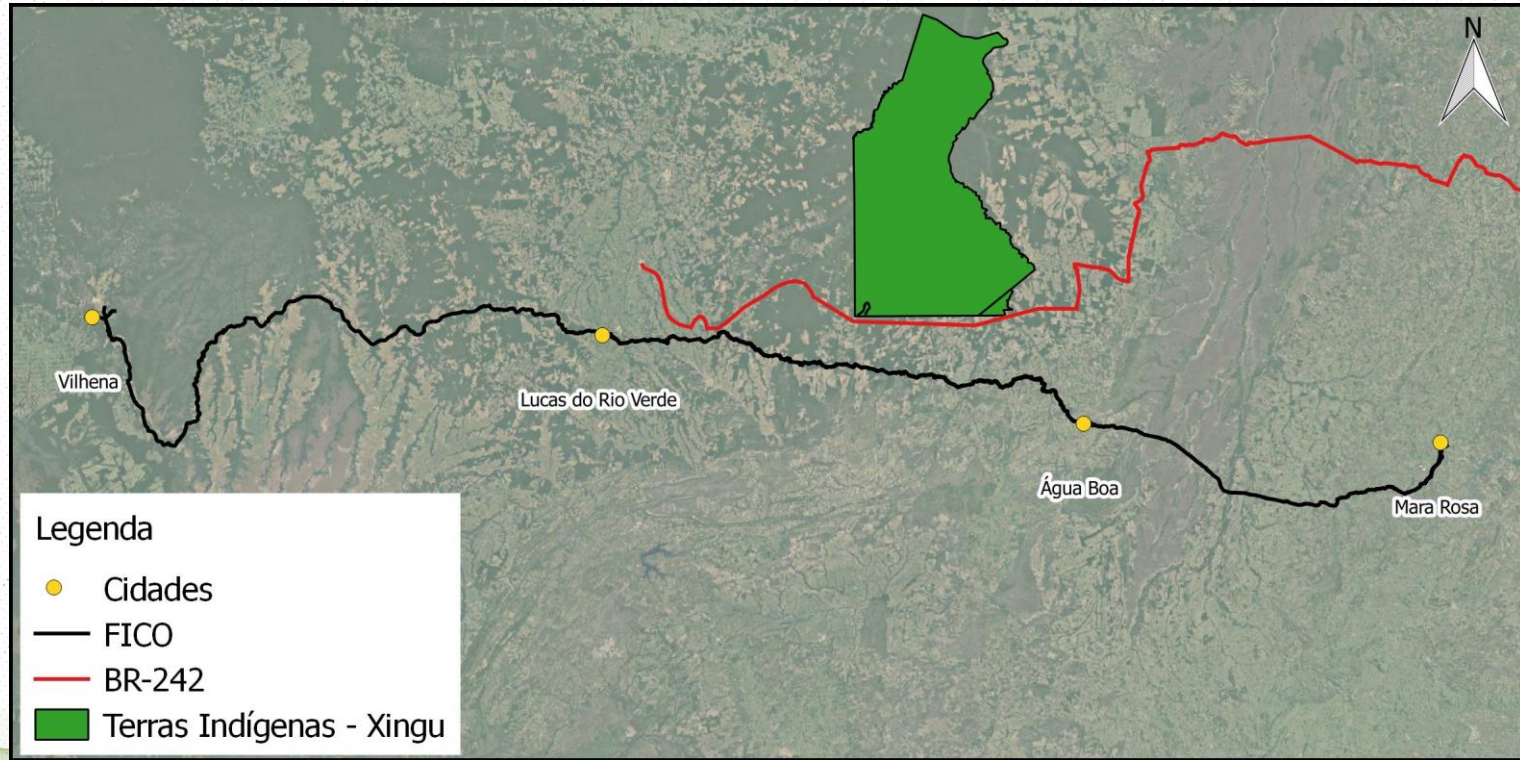 N
Vilhena
Lucas do Rio Verde
Água Boa
Mara Rosa
Legenda
Cidades
FICO
BR-242
Terras Indígenas - Xingu